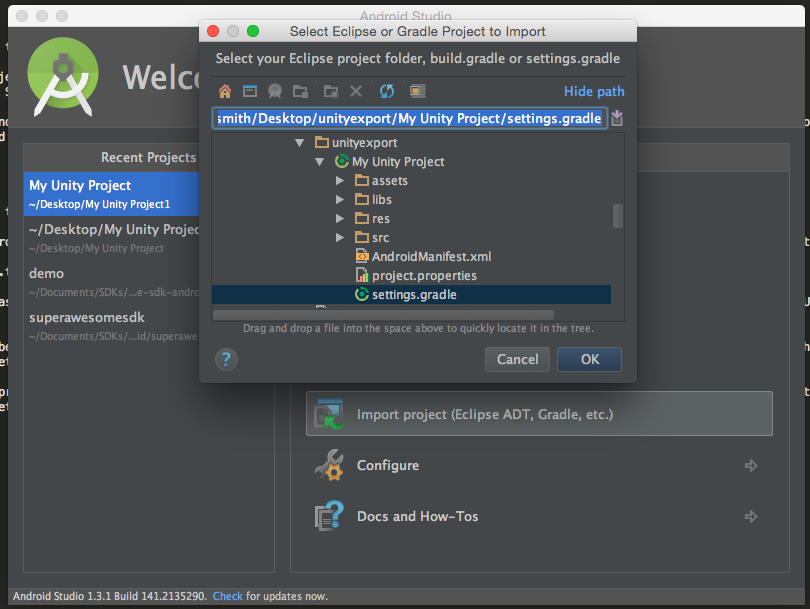 Android Studio
Select Eclipse or Gradle Project to Import
Select your Eclipse project folder, build.gradle or settings.gradle
Hide path
smith/Desktop/unityexport/My Unity Project/settings.gradle
unityexport
My Unity Project
assets
libs
res
src
AndroidManifest.xml
project.properties
settings.gradle
Drag and drop a file into the space above to quickly locate it in the tree.
?
Cancel
OK
Recent Projects
My Unity Project
~/Desktop/My Unity Project1
~/Desktop/My Unity Projec
~/Desktop/My Unity Project
demo
~/Documents/SDKs/...e-sdk-andro
superawesomesdk
~/Documents/SDKs/...id/superawe
Import project (Eclipse ADT, Gradle, etc.)
Configure
Docs and How-Tos
Android Studio 1.3.1 Build 141.2135290. Check for updates now.